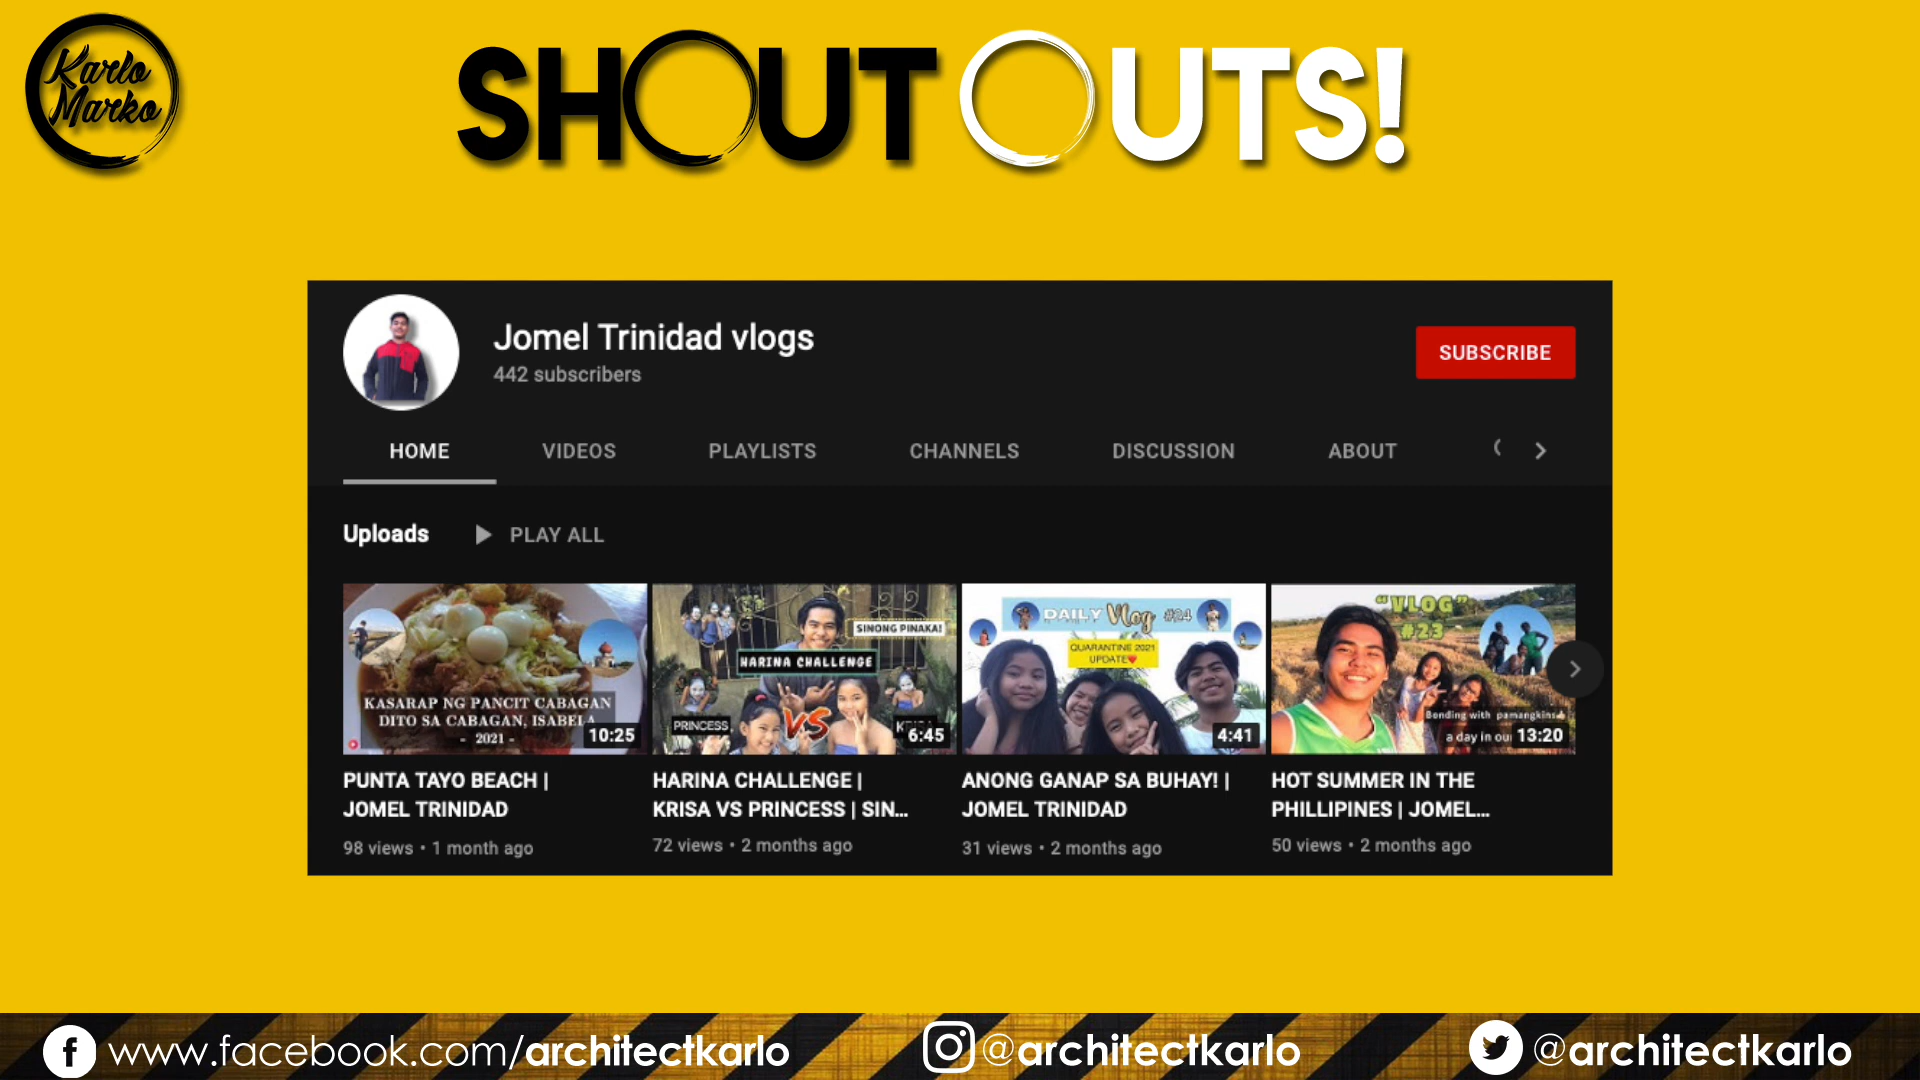 Karlo
Marko
SHOUT OUTS!
Jomel Trinidad vlogs
442 subscribers
SUBSCRIBE
HOME VIDEOS PLAYLISTS CHANNELS DISCUSSION ABOUT
Uploads PLAY ALL
KASARAP NG PANCIT CABAGAN
DITO SA CABAGAN, ISABELA
- 2021 -
10:25
SINONG PINAKA!
HARINA CHALLENGE
PRINCESS
VS
6:45
DAILY Vlog #24
QUARANTINE 2021
UPDATE
4:41
"VLOG"
#23
Bonding with pamangkins
a day in our
13:20
PUNTA TAYO BEACH |
JOMEL TRINIDAD
98 views • 1 month ago
HARINA CHALLENGE |
KRISA VS PRINCESS | SIN...
72 views • 2 months ago
ANONG GANAP SA BUHAY! |
JOMEL TRINIDAD
31 views • 2 months ago
HOT SUMMER IN THE
PHILLIPINES | JOMEL...
50 views • 2 months ago
www.facebook.com/architectkarlo
@architectkarlo
@architectkarlo